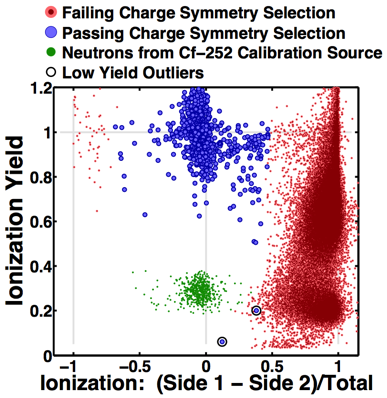 Failing Charge Symmetry Selection
Passing Charge Symmetry Selection
Neutrons from Cf−252 Calibration Source
Low Yield Outliers
1.2
1
0.8
0.6
0.4
0.2
0
Ionization Yield
−1 −0.5 0 0.5 1
Ionization: (Side 1 − Side 2)/Total